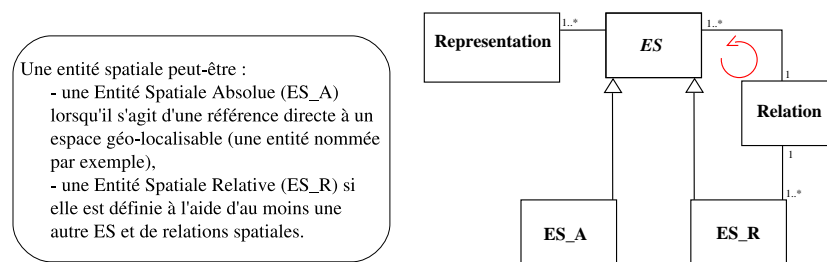 Une entité spatiale peut-être :
- une Entité Spatiale Absolue (ES_A)
lorsqu'il s'agit d'une référence directe à un
espace géo-localisable (une entité nommée
par exemple),
- une Entité Spatiale Relative (ES_R) si
elle est définie à l'aide d'au moins une
autre ES et de relations spatiales.
Representation
1..*
ES
1..*
1
Relation
1
1..*
ES_A
ES_R